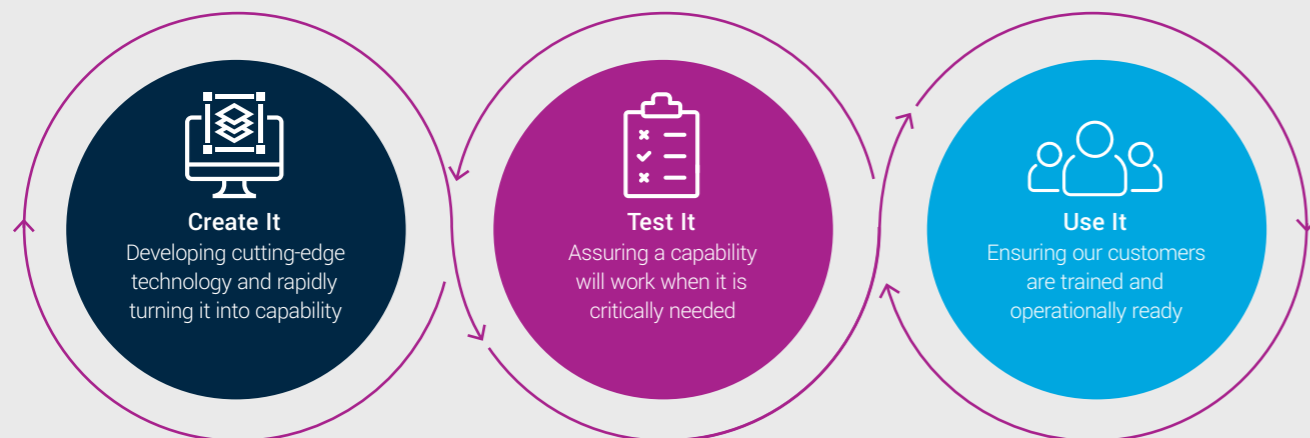 Create It
Developing cutting-edge
technology and rapidly
turning it into capability
Test It
Assuring a capability
will work when it is
critically needed
Use It
Ensuring our customers
are trained and
operationally ready